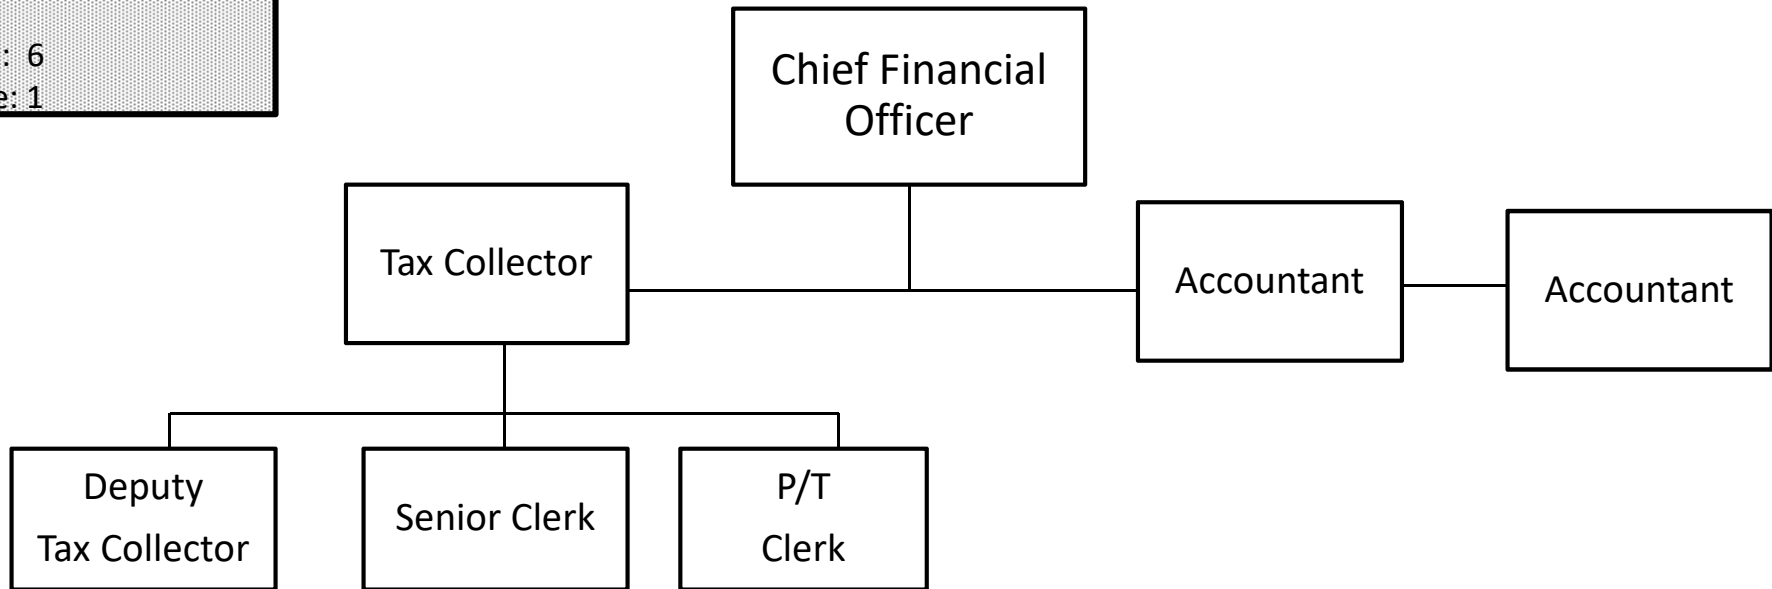 : 6
e: 1
Chief Financial
Officer
Tax Collector
Accountant
Accountant
Deputy
Tax Collector
Senior Clerk
P/T
Clerk